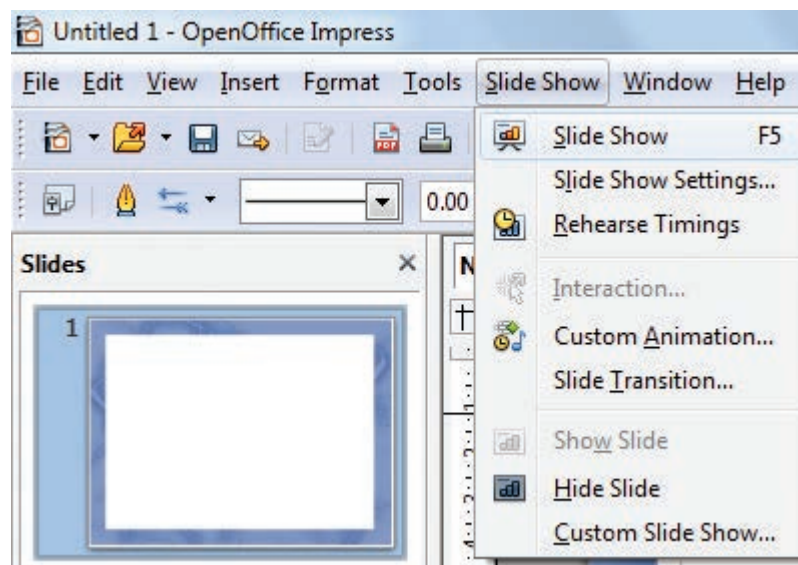 Untitled 1 - OpenOffice Impress
File Edit View Insert Format Tools Slide Show Window Help
PDF
0.00
Slide Show F5
Slide Show Settings...
Rehearse Timings
Interaction...
Custom Animation...
Slide Transition...
Show Slide
Hide Slide
Custom Slide Show...
Slides
1
N